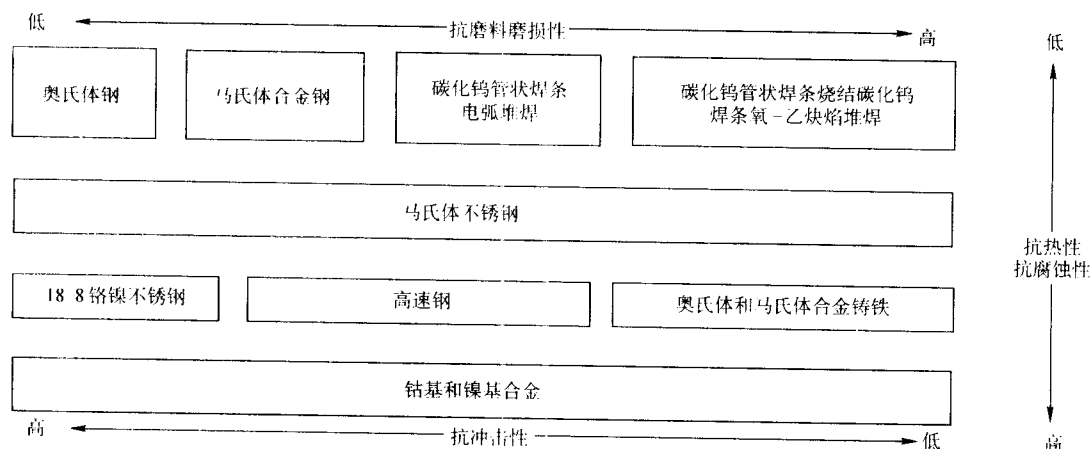 低
抗磨料磨损性
高
低
奥氏体钢
马氏体合金钢
碳化钨管状焊条
电弧堆焊
碳化钨管状焊条烧结碳化钨
焊条氧-乙炔焰堆焊
马氏体不锈钢
抗热性
抗腐蚀性
18-8铬镍不锈钢
高速钢
奥氏体和马氏体合金铸铁
钴基和镍基合金
高
抗冲击性
低
高